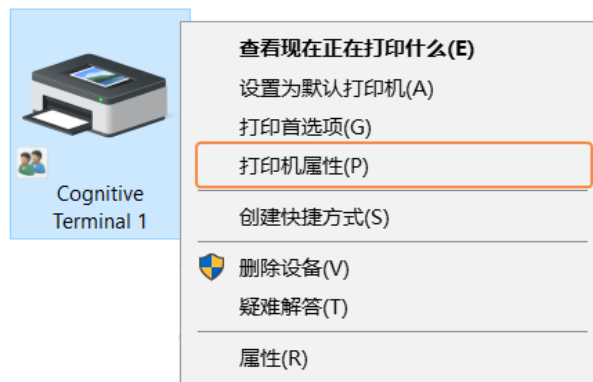 查看现在正在打印什么(E)
设置为默认打印机(A)
打印首选项(G)
打印机属性(P)
Cognitive
Terminal 1
创建快捷方式(S)
删除设备(V)
疑难解答(T)
属性(R)